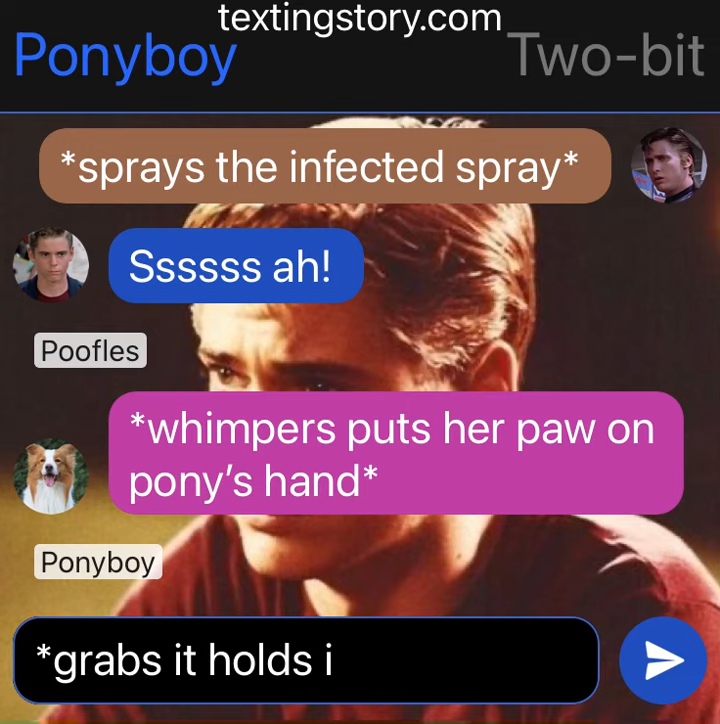 textingstory.com
Ponyboy
Two-bit
*sprays the infected spray*
Ssssss ah!
Poofles
*whimpers puts her paw on
pony’s hand*
Ponyboy
*grabs it holds i